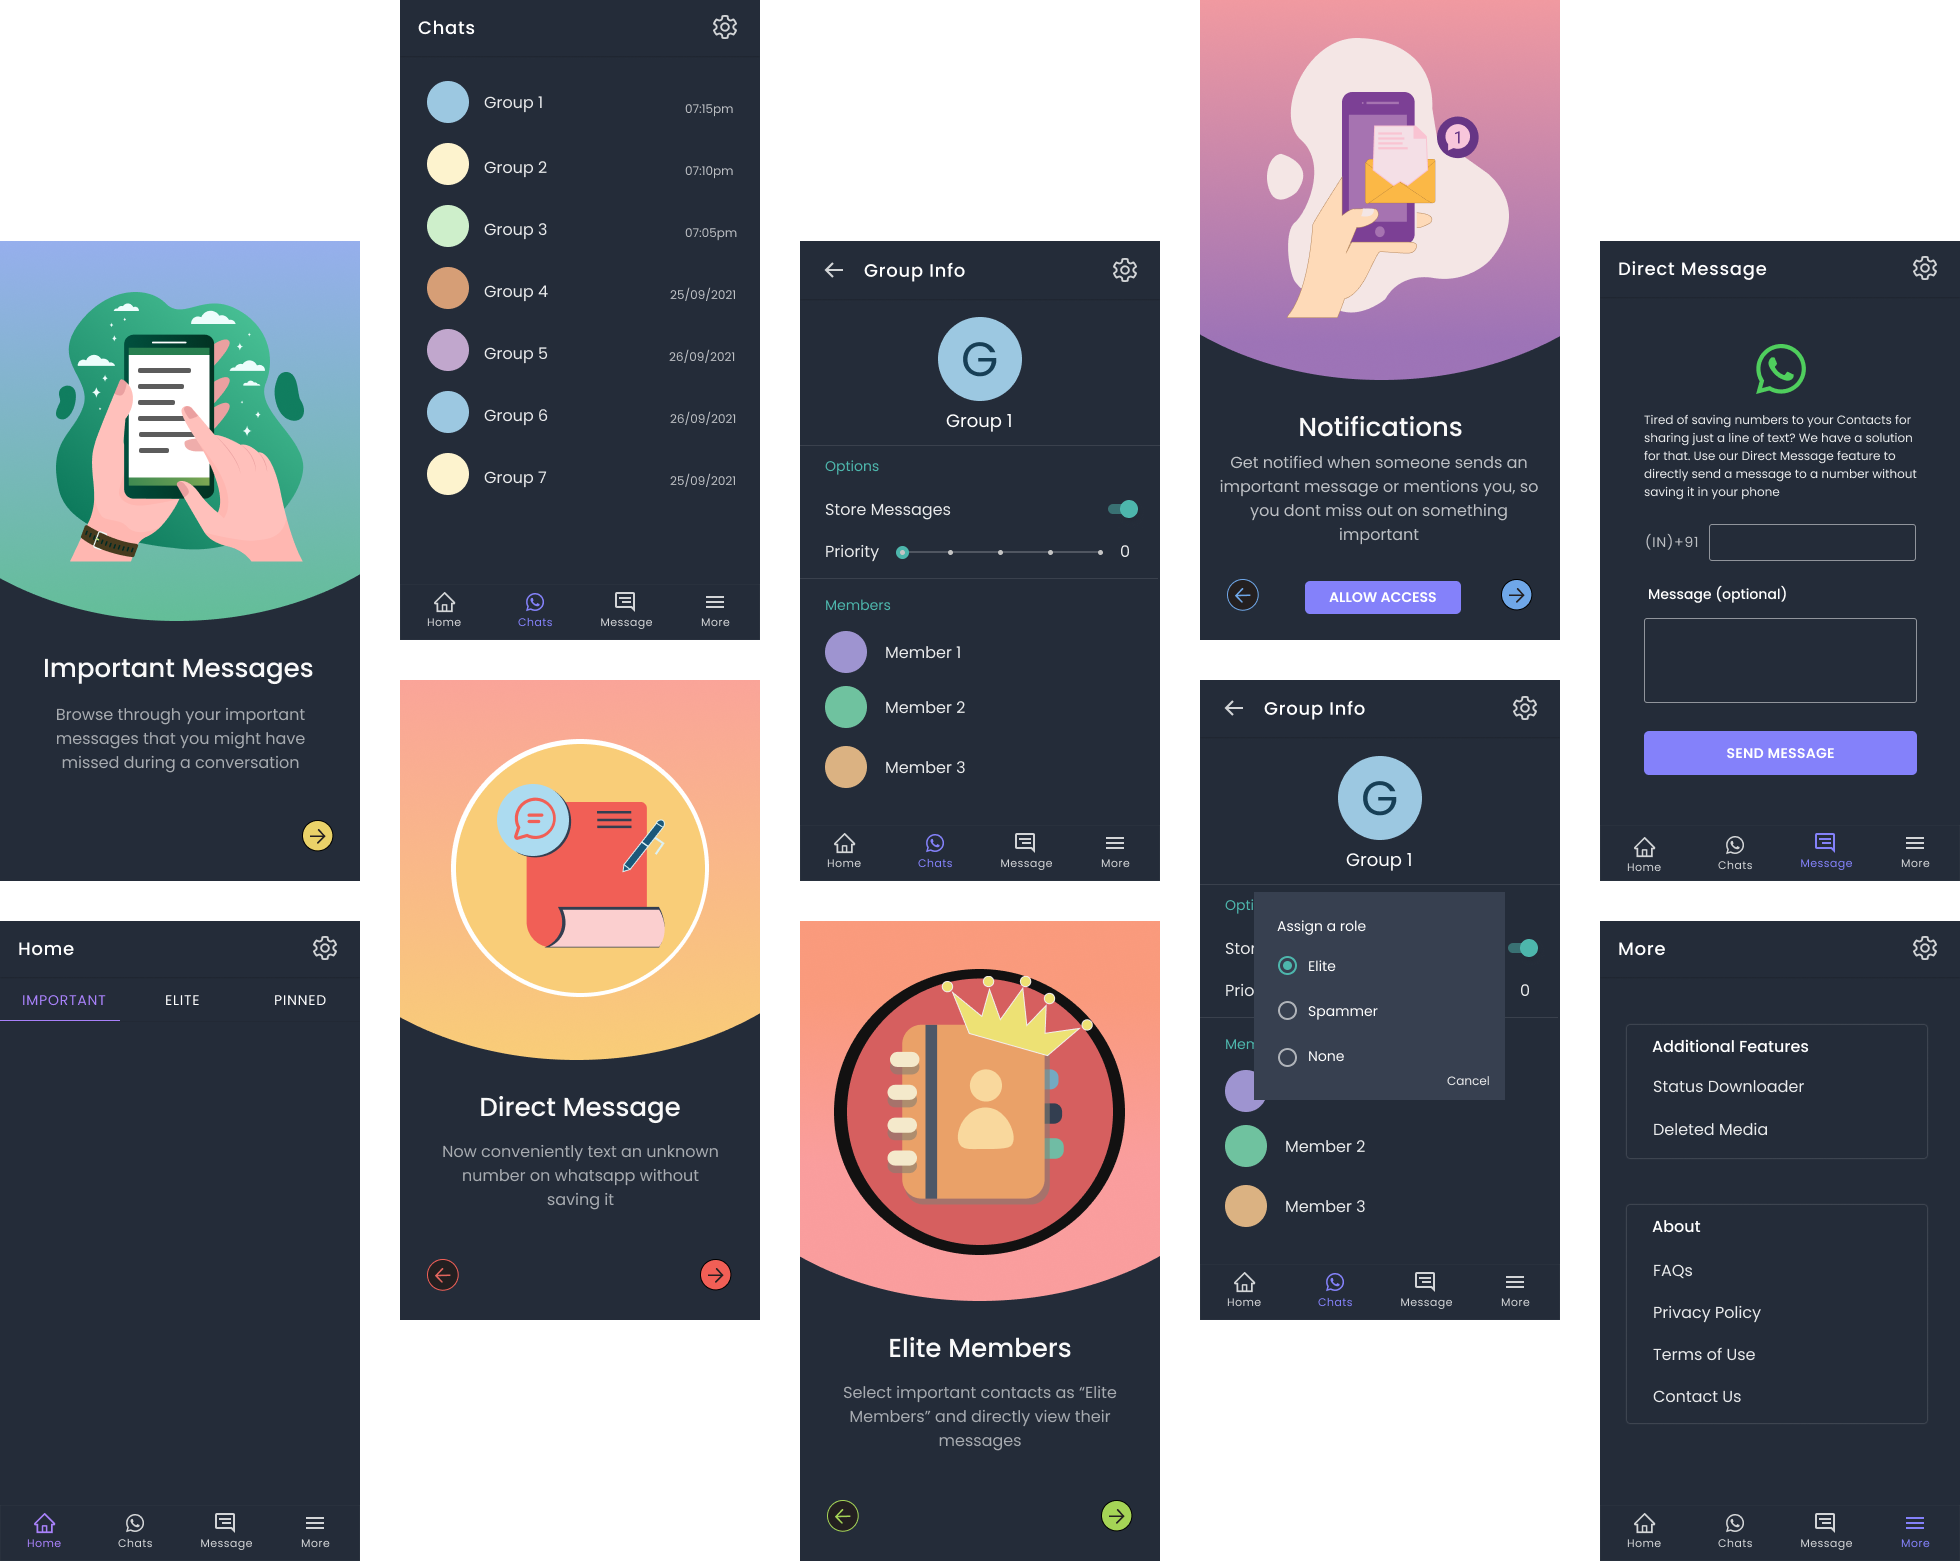 Important Messages
Browse through your important
messages that you might have
missed during a conversation
Home
IMPORTANT ELITE PINNED
Home Chats Message More
Chats
Group 1 07:15pm
Group 2 07:10pm
Group 3 07:05pm
Group 4 25/09/2021
Group 5 26/09/2021
Group 6 26/09/2021
Group 7 25/09/2021
Home Chats Message More
Direct Message
Now conveniently text an unknown
number on whatsapp without
saving it
Group Info
G
Group 1
Options
Store Messages
Priority 0
Members
Member 1
Member 2
Member 3
Home Chats Message More
Elite Members
Select important contacts as “Elite
Members” and directly view their
messages
1
Notifications
Get notified when someone sends an
important message or mentions you, so
you dont miss out on something
important
ALLOW ACCESS
Group Info
G
Group 1
Opti
Stor
Prio 0
Mem
Assign a role
Elite
Spammer
None
Cancel
Member 2
Member 3
Home Chats Message More
Direct Message
Tired of saving numbers to your Contacts for
sharing just a line of text? We have a solution
for that. Use our Direct Message feature to
directly send a message to a number without
saving it in your phone
(IN)+91
Message (optional)
SEND MESSAGE
Home Chats Message More
More
Additional Features
Status Downloader
Deleted Media
About
FAQs
Privacy Policy
Terms of Use
Contact Us
Home Chats Message More